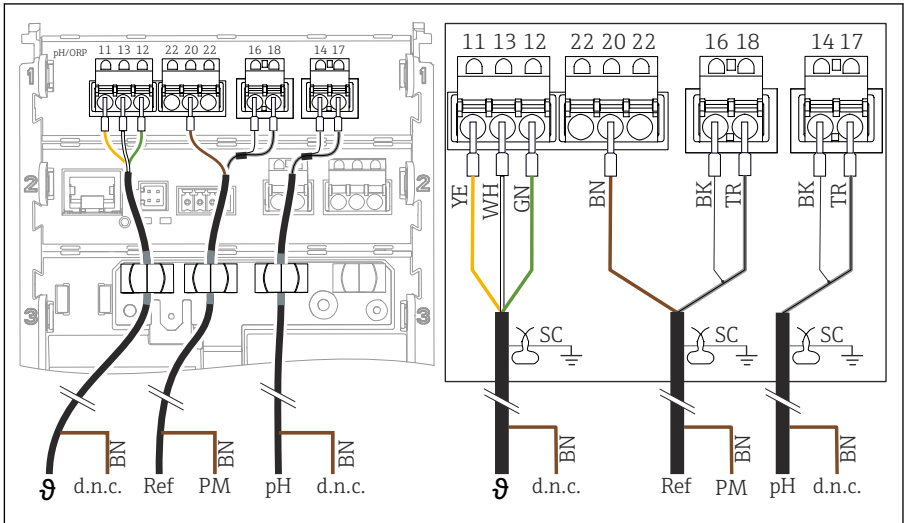 pH/ORP 11 13 12 22 20 22 16 18 14 17
1 1
2 2
3 3
BN BN BN
ϑ d.n.c. Ref PM pH d.n.c.
11 13 12 22 20 22 16 18 14 17
YE WH GN BN BK TR BK TR
SC SC SC
BN BN BN
ϑ d.n.c. Ref PM pH d.n.c.